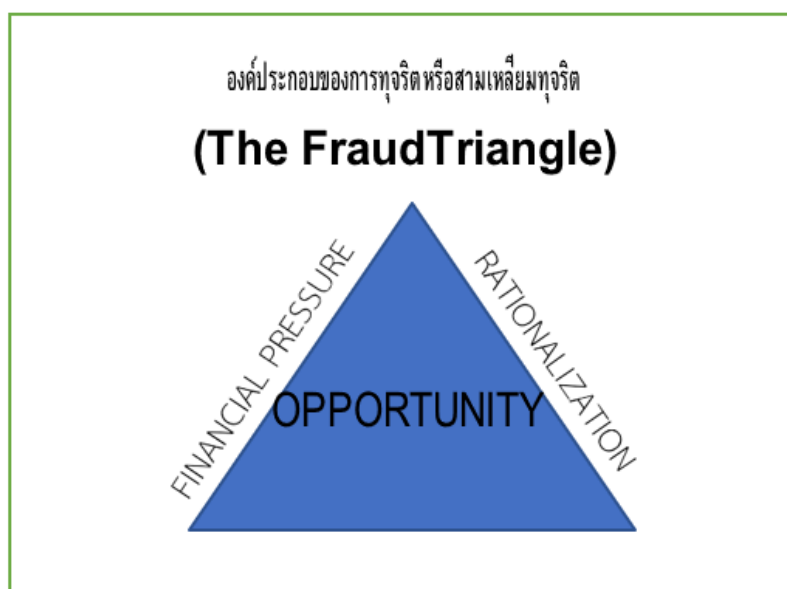 องค์ประกอบของการทุจริตหรือสามเหลี่ยมทุจริต
(The FraudTriangle)
FINANCIAL PRESSURE
RATIONALIZATION
OPPORTUNITY